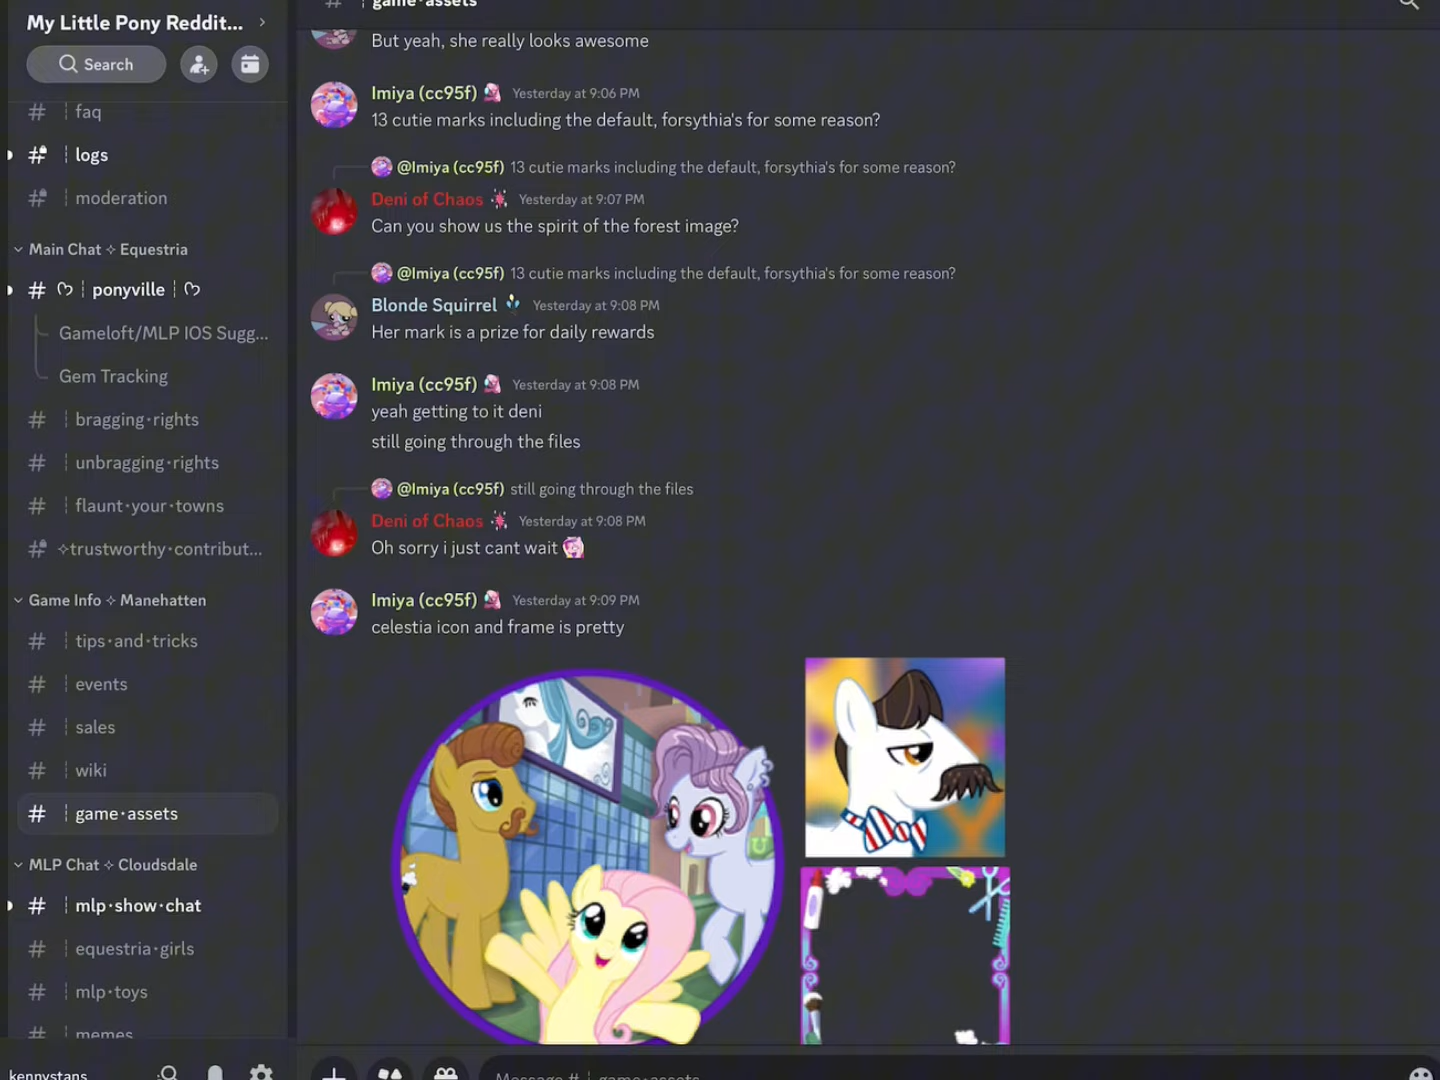 My Little Pony Reddit...
Search
faq
logs
moderation
Main Chat ✧ Equestria
ponyville
Gameloft/MLP IOS Sugg...
Gem Tracking
bragging•rights
unbragging•rights
flaunt•your•towns
✧trustworthy•contribut...
Game Info ✧ Manehatten
tips•and•tricks
events
sales
wiki
game•assets
MLP Chat ✧ Cloudsdale
mlp•show•chat
equestria•girls
mlp•toys
memes
kennystans
game•assets
But yeah, she really looks awesome
Imiya (cc95f) Yesterday at 9:06 PM
13 cutie marks including the default, forsythia's for some reason?
@Imiya (cc95f) 13 cutie marks including the default, forsythia's for some reason?
Deni of Chaos Yesterday at 9:07 PM
Can you show us the spirit of the forest image?
@Imiya (cc95f) 13 cutie marks including the default, forsythia's for some reason?
Blonde Squirrel Yesterday at 9:08 PM
Her mark is a prize for daily rewards
Imiya (cc95f) Yesterday at 9:08 PM
yeah getting to it deni
still going through the files
@Imiya (cc95f) still going through the files
Deni of Chaos Yesterday at 9:08 PM
Oh sorry i just cant wait
Imiya (cc95f) Yesterday at 9:09 PM
celestia icon and frame is pretty
Message # ¦ game•assets